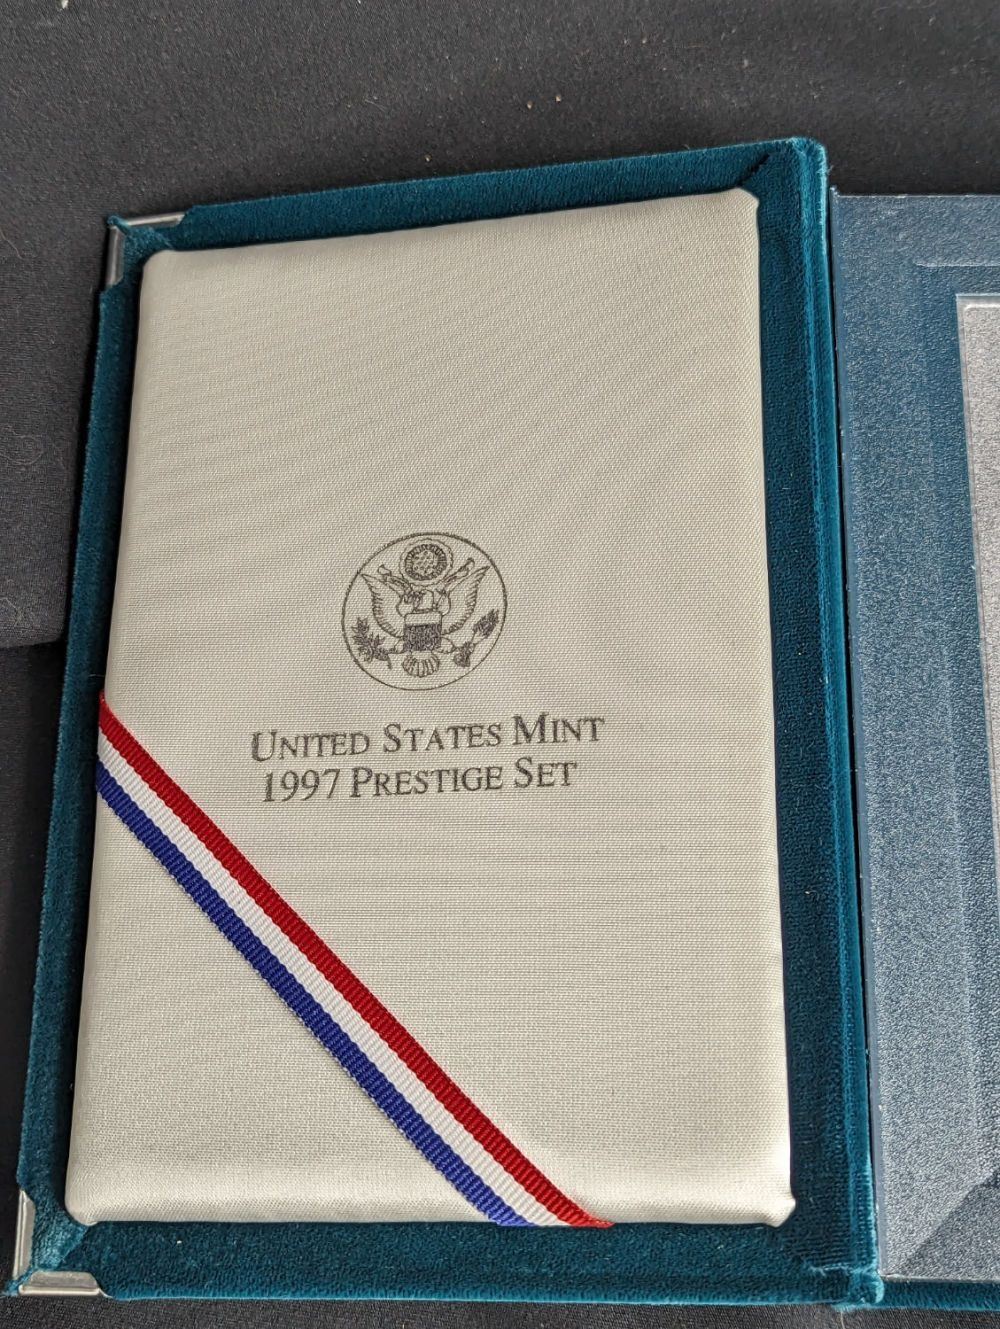 UNITED STATES MINT
1997 PRESTIGE SET